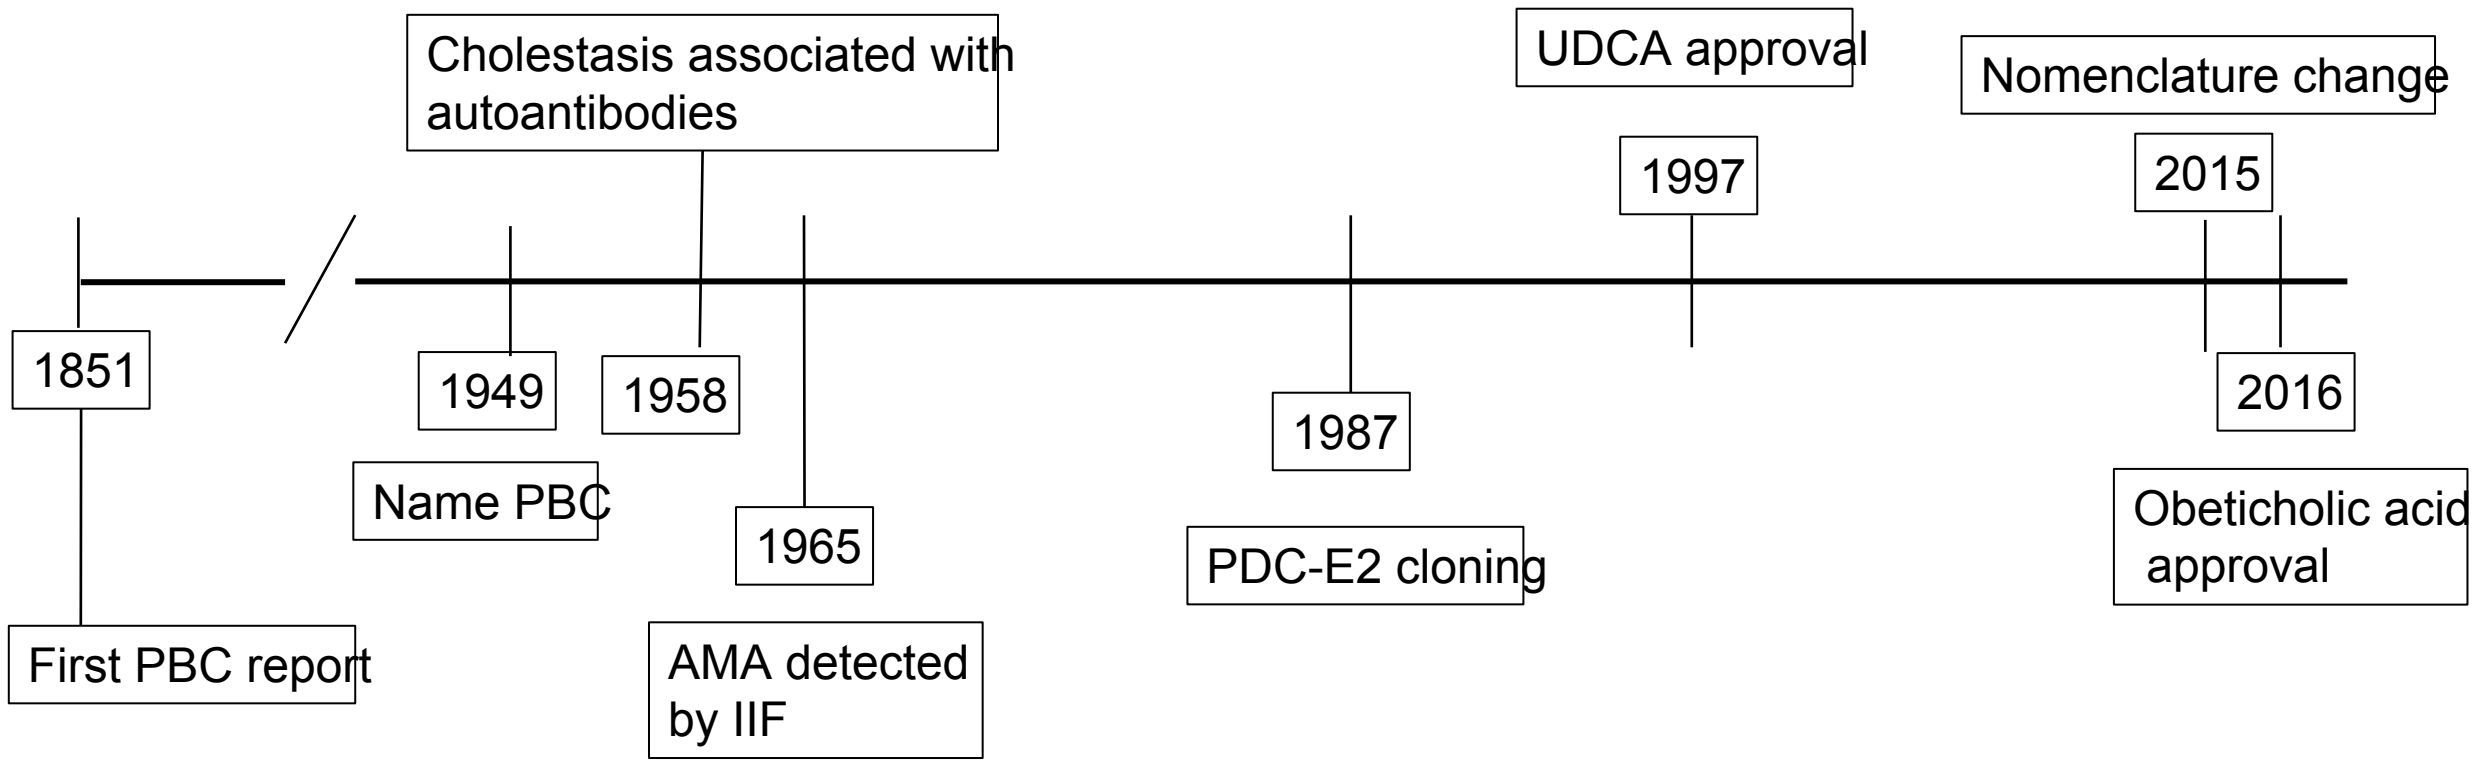 Cholestasis associated with
autoantibodies
UDCA approval
Nomenclature change
1997
2015
1851
1949
1958
1987
2016
Name PBC
1965
PDC-E2 cloning
Obeticholic acid
approval
First PBC report
AMA detected
by IIF